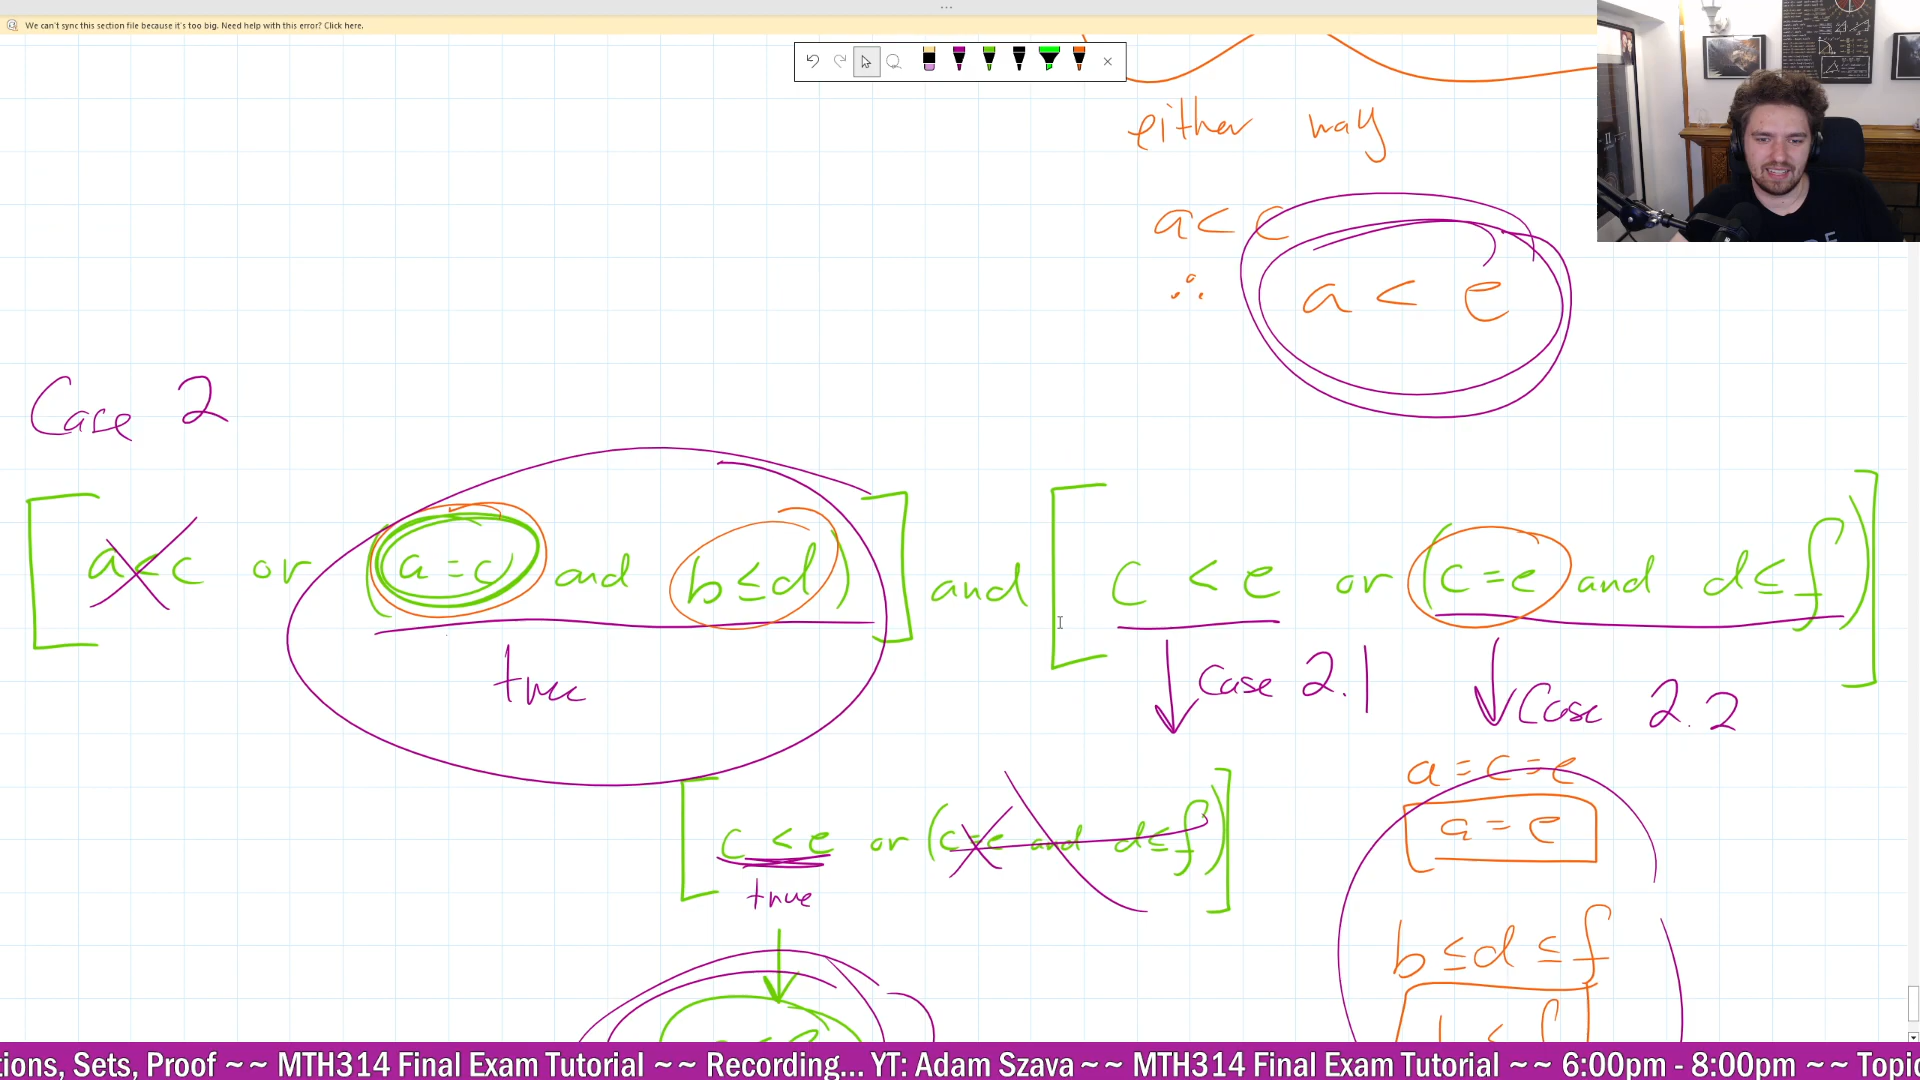 We can't sync this section file because it's too big. Need help with this error? Click here.
either way
a < c
∴ a < e
Case 2
[a < c or (a = c and b ≤ d)] and [c < e or (c = e and d ≤ f)]
true
Case 2.1
Case 2.2
a = c = e
[c < e or (c = e and d ≤ f)]
a = e
true
b ≤ d ≤ f
tions, Sets, Proof ~~ MTH314 Final Exam Tutorial ~~ Recording... YT: Adam Szava ~~ MTH314 Final Exam Tutorial ~~ 6:00pm - 8:00pm ~~ Topic